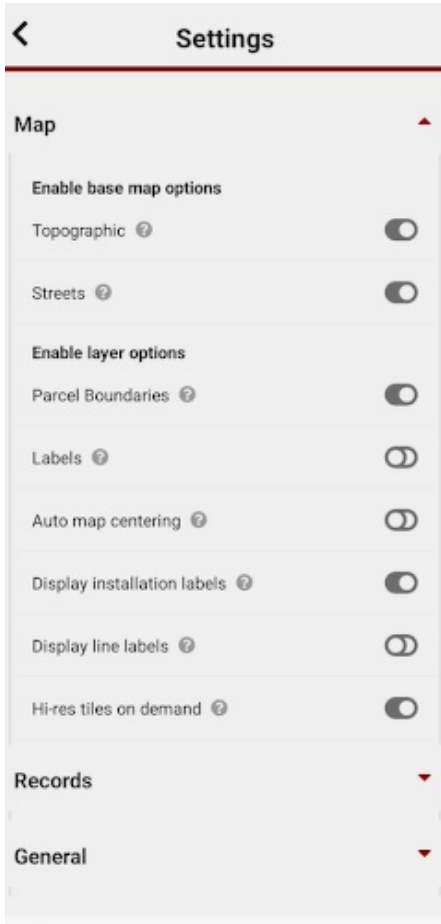 Settings
Map
Enable base map options
Topographic
Streets
Enable layer options
Parcel Boundaries
Labels
Auto map centering
Display installation labels
Display line labels
Hi-res tiles on demand
Records
General